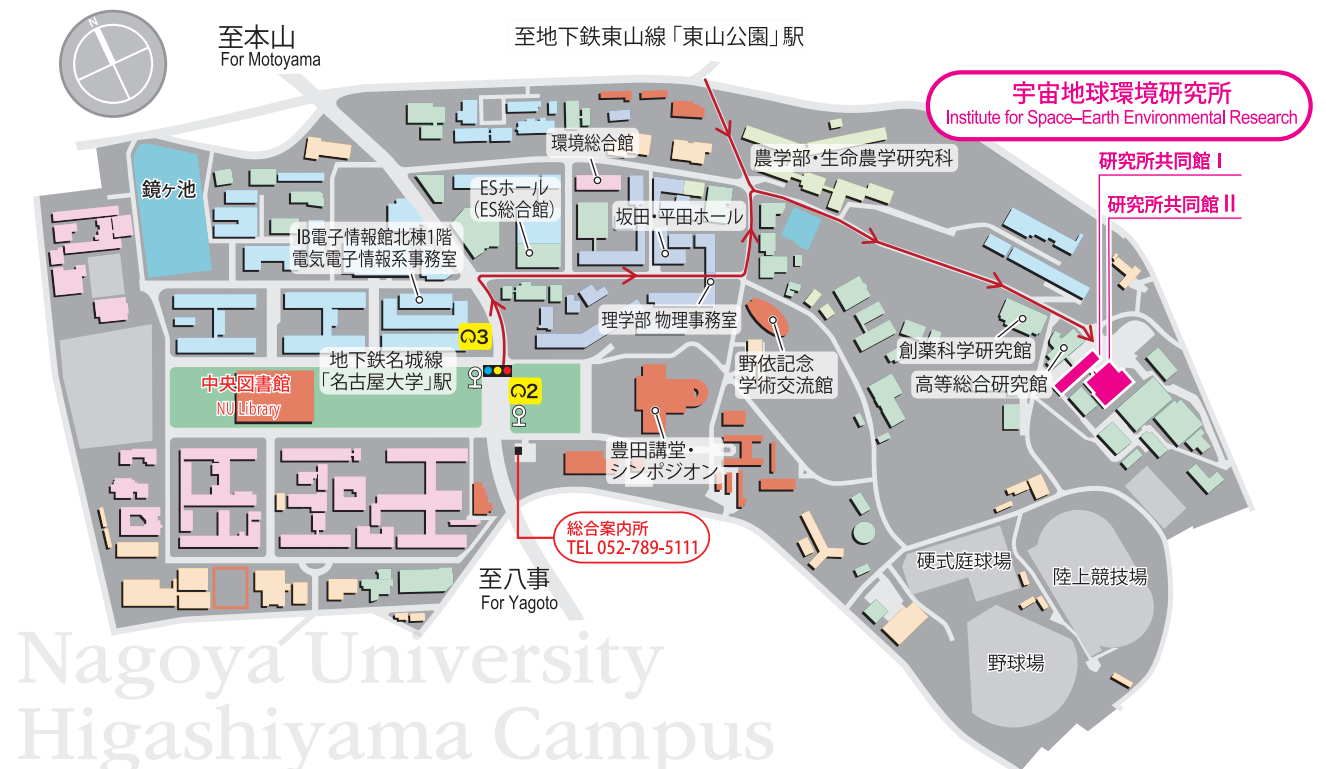 N
至本山
For Motoyama
至地下鉄東山線「東山公園」駅
宇宙地球環境研究所
Institute for Space–Earth Environmental Research
研究所共同館 I
研究所共同館 II
環境総合館
農学部・生命農学研究科
鏡ヶ池
ESホール
(ES総合館)
坂田・平田ホール
IB電子情報館北棟1階
電気電子情報系事務室
理学部 物理事務室
3
地下鉄名城線
「名古屋大学」駅
野依記念
学術交流館
創薬科学研究館
高等総合研究館
中央図書館
NU Library
2
豊田講堂・
シンポジオン
総合案内所
TEL 052-789-5111
硬式庭球場
陸上競技場
至八事
For Yagoto
野球場
Nagoya University
Higashiyama Campus